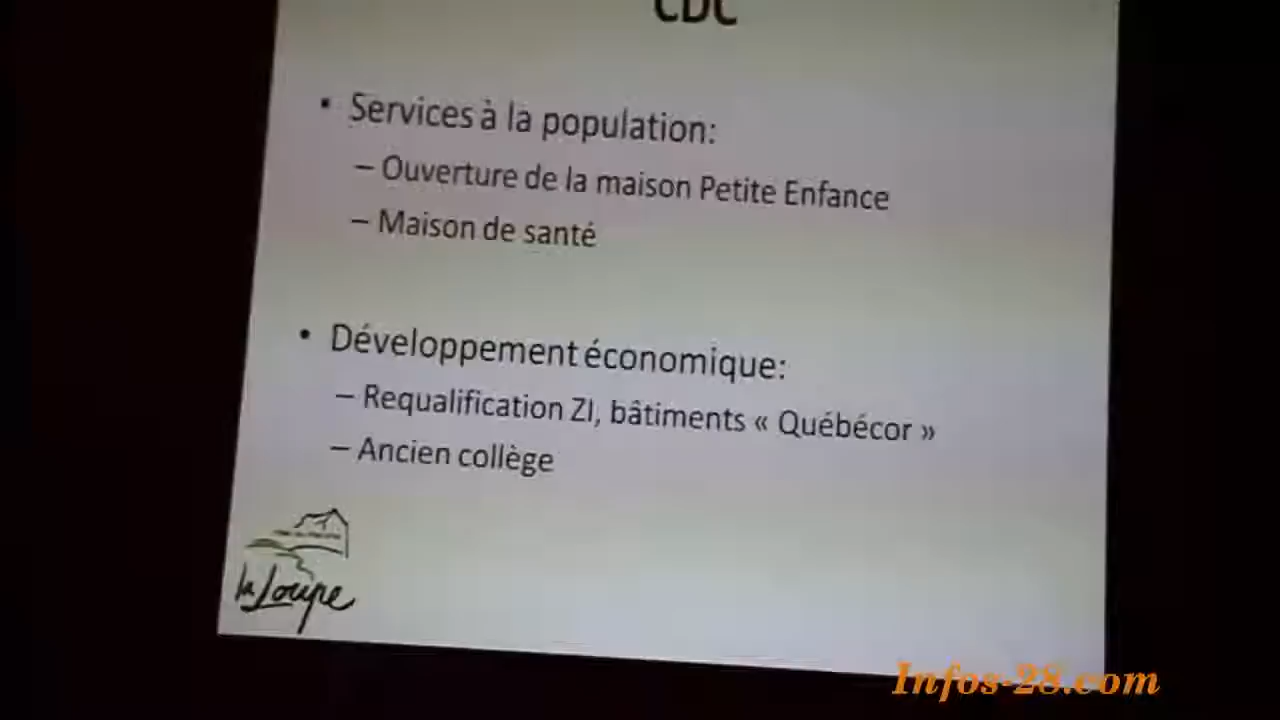 CDC
• Services à la population:
– Ouverture de la maison Petite Enfance
– Maison de santé
• Développement économique:
– Requalification ZI, bâtiments « Québécor »
– Ancien collège
la Loupe
Infos-28.com